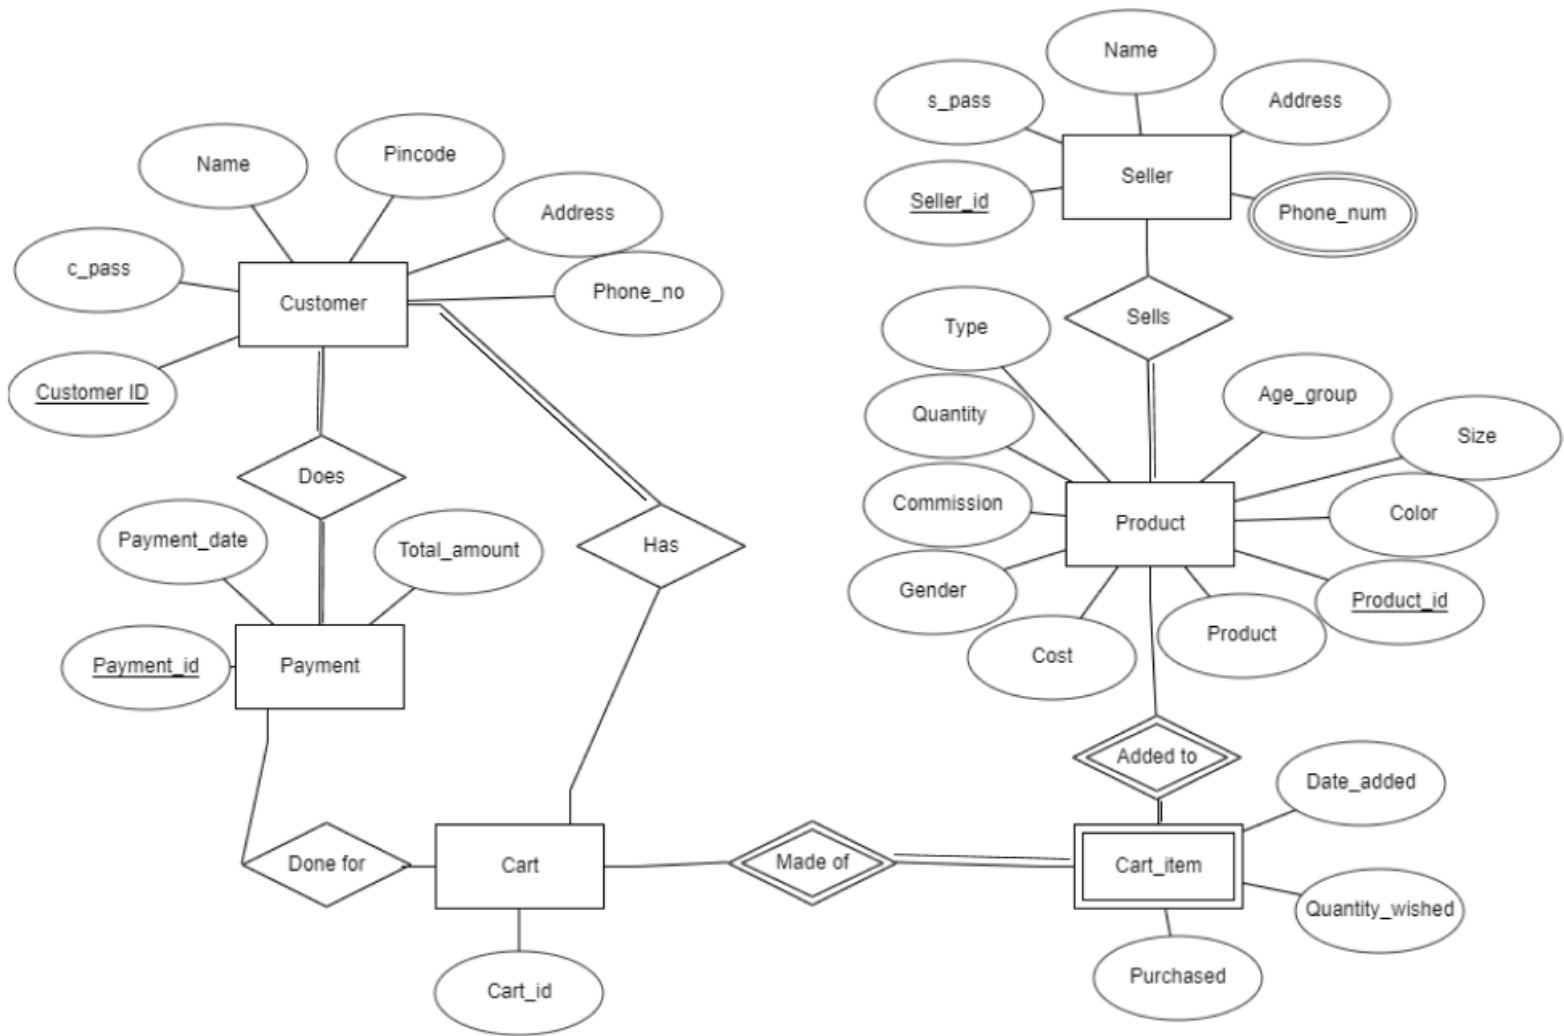 Name
s_pass
Address
Seller
Seller_id
Phone_num
Name
Pincode
Address
c_pass
Customer
Phone_no
Customer ID
Sells
Type
Quantity
Age_group
Size
Commission
Product
Color
Gender
Product_id
Cost
Product
Does
Payment_date
Total_amount
Has
Payment_id
Payment
Added to
Date_added
Done for
Cart
Made of
Cart_item
Quantity_wished
Cart_id
Purchased